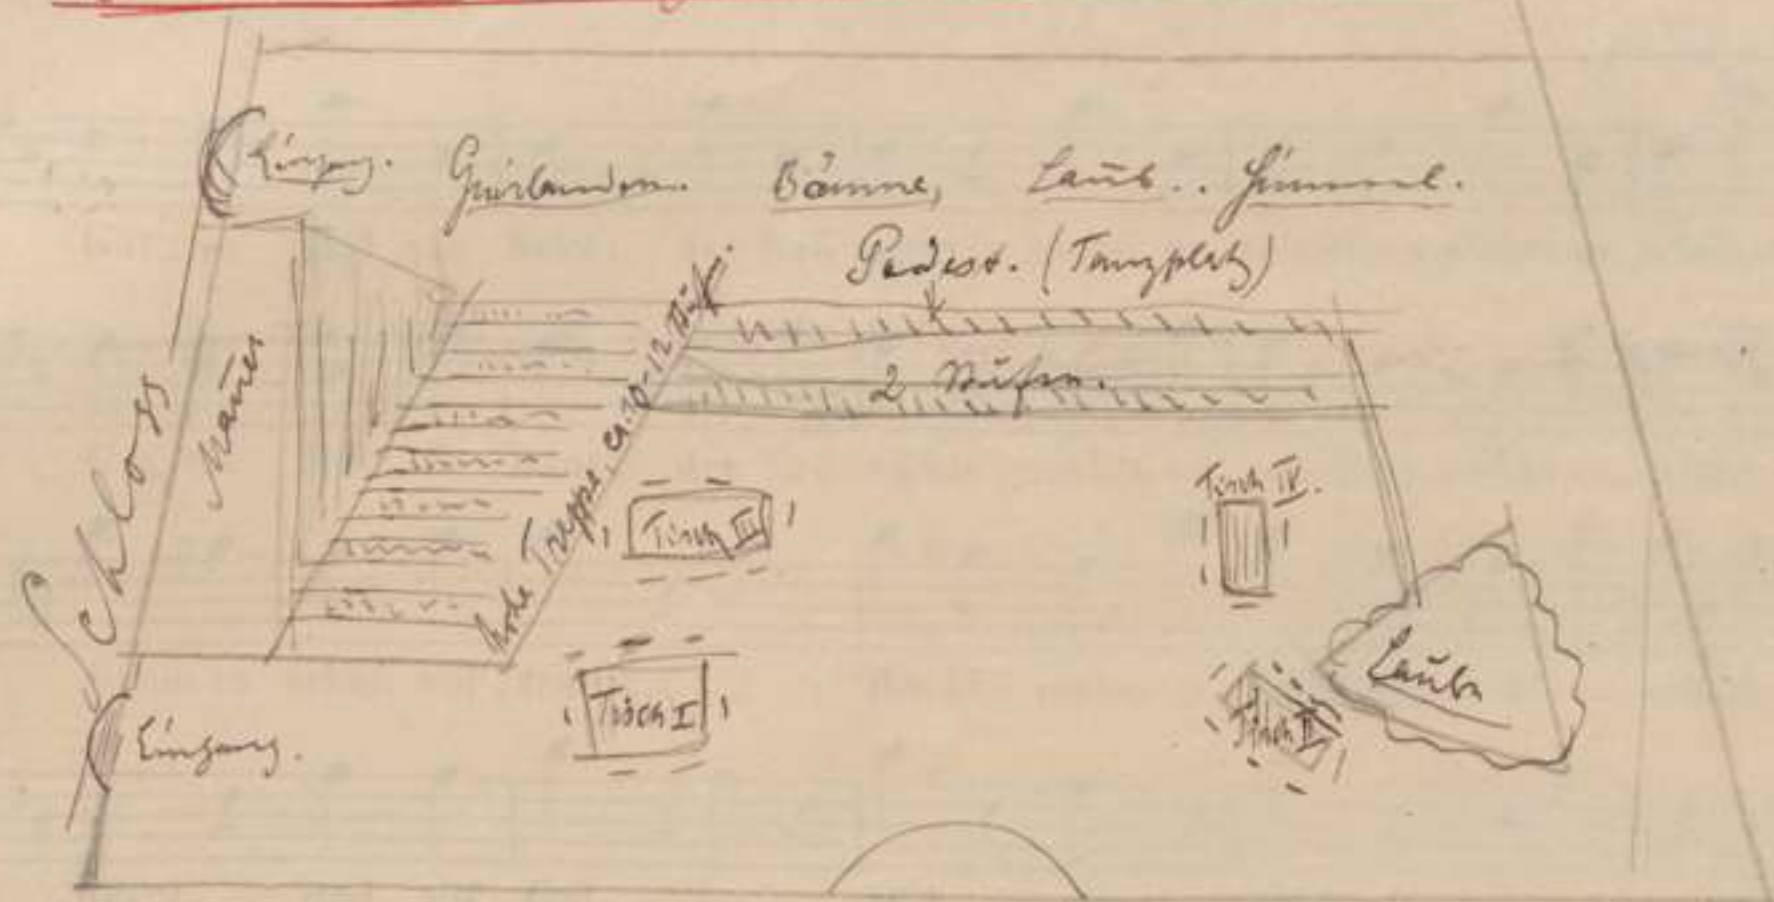 Eingang. Guirlanden. Bäume, Laub.. Himmel.
Podest. (Tanzplatz)
2 Stufen.
Schloss
Mauer
hohe Treppe, ca. 10-12 Stuf.
Tisch III
Tisch IV.
Tisch I
Tisch II
Laube
Eingang.